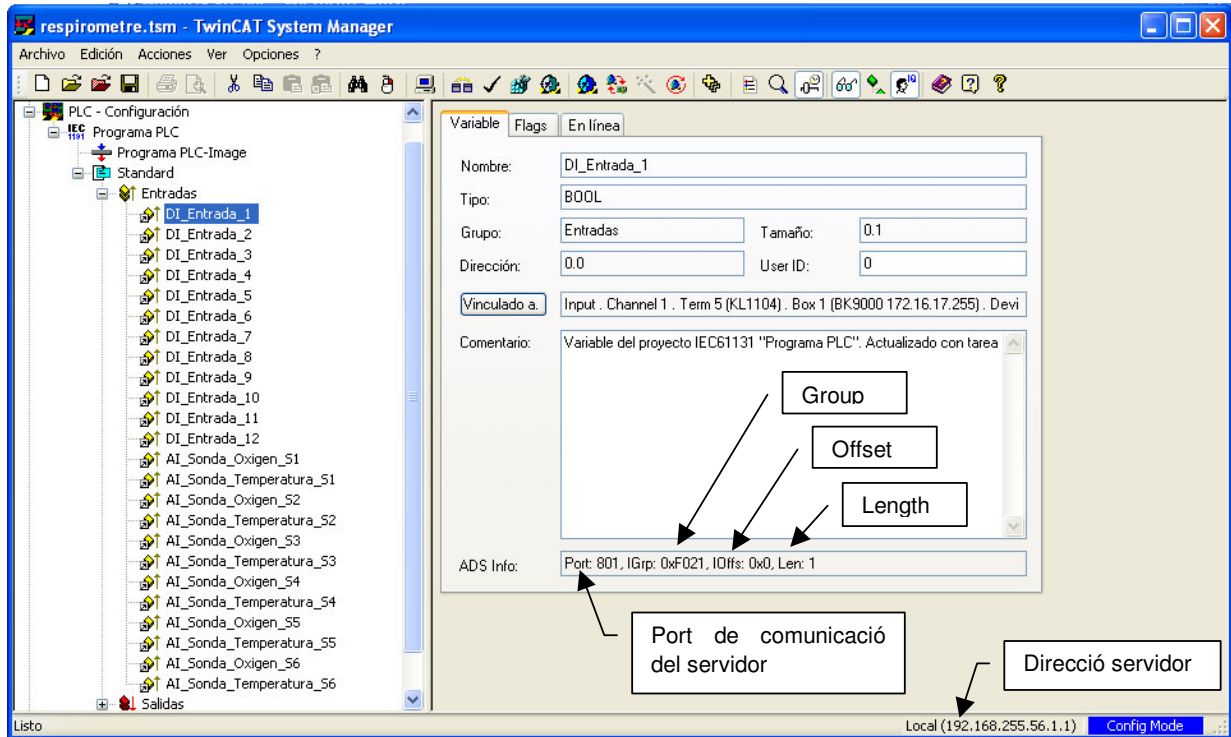 respirometre.tsm - TwinCAT System Manager
Archivo Edición Acciones Ver Opciones ?
PLC - Configuración
IEC 1131 Programa PLC
Programa PLC-Image
Standard
Entradas
DI_Entrada_1
DI_Entrada_2
DI_Entrada_3
DI_Entrada_4
DI_Entrada_5
DI_Entrada_6
DI_Entrada_7
DI_Entrada_8
DI_Entrada_9
DI_Entrada_10
DI_Entrada_11
DI_Entrada_12
AI_Sonda_Oxigen_S1
AI_Sonda_Temperatura_S1
AI_Sonda_Oxigen_S2
AI_Sonda_Temperatura_S2
AI_Sonda_Oxigen_S3
AI_Sonda_Temperatura_S3
AI_Sonda_Oxigen_S4
AI_Sonda_Temperatura_S4
AI_Sonda_Oxigen_S5
AI_Sonda_Temperatura_S5
AI_Sonda_Oxigen_S6
AI_Sonda_Temperatura_S6
Salidas
Variable Flags En línea
Nombre: DI_Entrada_1
Tipo: BOOL
Grupo: Entradas Tamaño: 0.1
Dirección: 0.0 User ID: 0
Vinculado a. Input . Channel 1 . Term 5 (KL1104) . Box 1 (BK9000 172.16.17.255) . Devi
Comentario: Variable del proyecto IEC61131 "Programa PLC". Actualizado con tarea
Group
Offset
Length
ADS Info: Port: 801, IGrp: 0xF021, IOffs: 0x0, Len: 1
Port de comunicació
del servidor
Direcció servidor
Listo Local (192.168.255.56.1.1) Config Mode